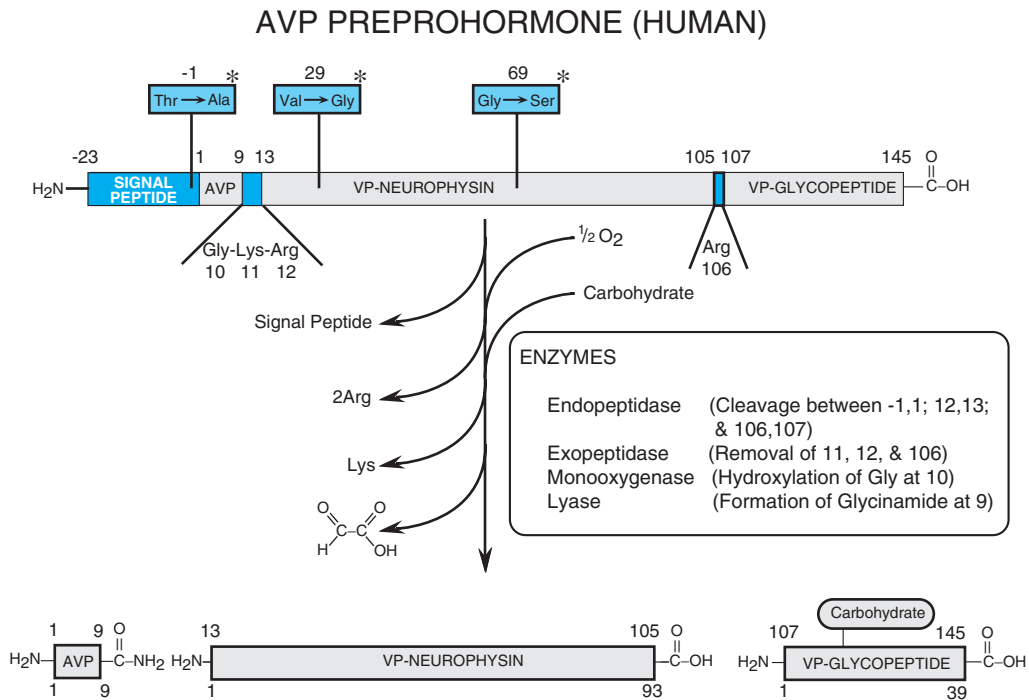 AVP PREPROHORMONE (HUMAN)
-1 *
Thr → Ala
29 *
Val → Gly
69 *
Gly → Ser
-23 1 9 13 105 107 145
H₂N
SIGNAL
PEPTIDE
AVP
VP-NEUROPHYSIN
VP-GLYCOPEPTIDE
O
C-OH
Gly-Lys-Arg
10 11 12
Arg
106
½ O₂
Carbohydrate
Signal Peptide
2Arg
Lys
O O
C-C
H OH
ENZYMES
Endopeptidase (Cleavage between -1,1; 12,13;
& 106,107)
Exopeptidase (Removal of 11, 12, & 106)
Monooxygenase (Hydroxylation of Gly at 10)
Lyase (Formation of Glycinamide at 9)
1 9 O
H₂N AVP C-NH₂
1 9
13 105 O
H₂N VP-NEUROPHYSIN C-OH
1 93
Carbohydrate
107 145 O
H₂N VP-GLYCOPEPTIDE C-OH
1 39